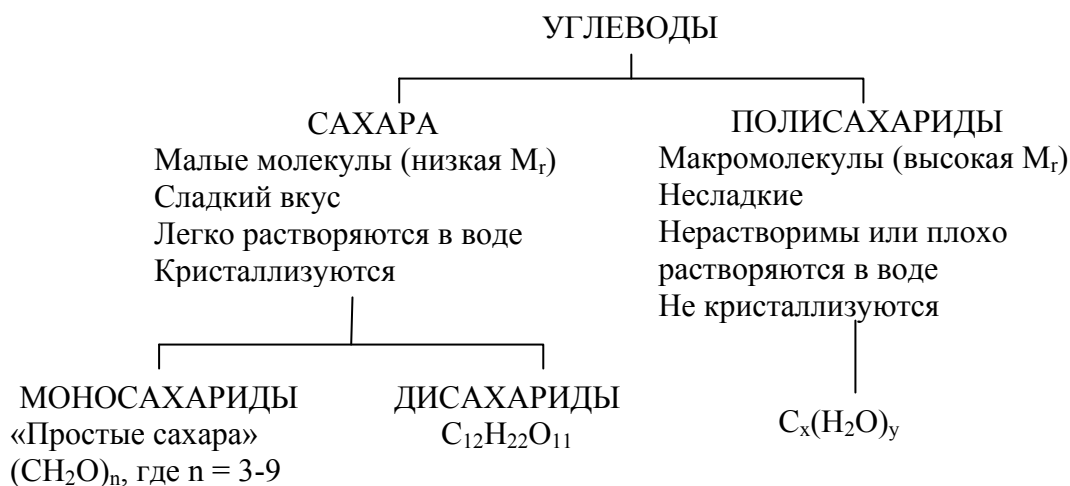 УГЛЕВОДЫ
САХАРА
Малые молекулы (низкая Mᵣ)
Сладкий вкус
Легко растворяются в воде
Кристаллизуются
ПОЛИСАХАРИДЫ
Макромолекулы (высокая Mᵣ)
Несладкие
Нерастворимы или плохо
растворяются в воде
Не кристаллизуются
МОНОСАХАРИДЫ
«Простые сахара»
(CH₂O)ₙ, где n = 3-9
ДИСАХАРИДЫ
C₁₂H₂₂O₁₁
Cₓ(H₂O)y